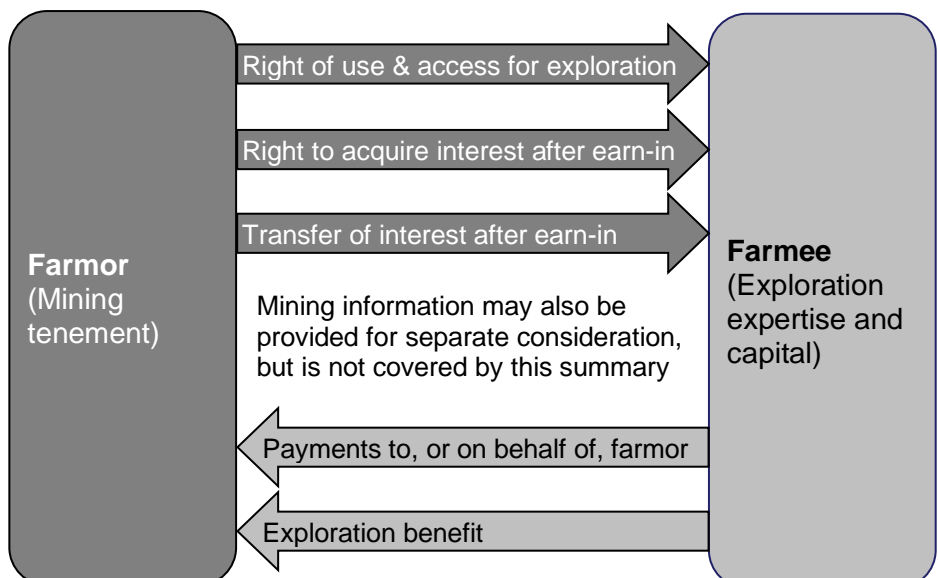 Right of use & access for exploration
Right to acquire interest after earn-in
Transfer of interest after earn-in
Farmor
(Mining
tenement)
Mining information may also be
provided for separate consideration,
but is not covered by this summary
Farmee
(Exploration
expertise and
capital)
Payments to, or on behalf of, farmor
Exploration benefit